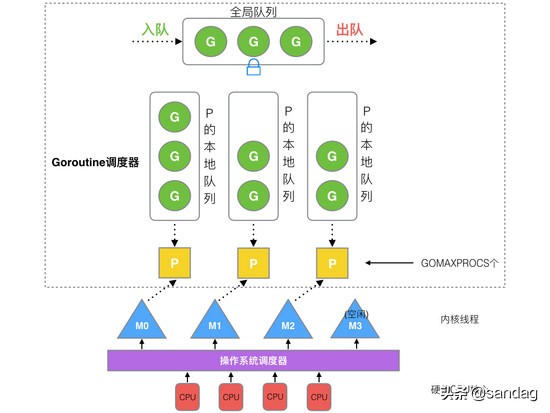 全局队列
入队
出队
G G G
G
G G G
G G G
P的本地队列
P的本地队列
P的本地队列
Goroutine调度器
P P P
GOMAXPROCS个
(空闲)
M0 M1 M2 M3
内核线程
操作系统调度器
CPU CPU CPU CPU
头条 @sandag